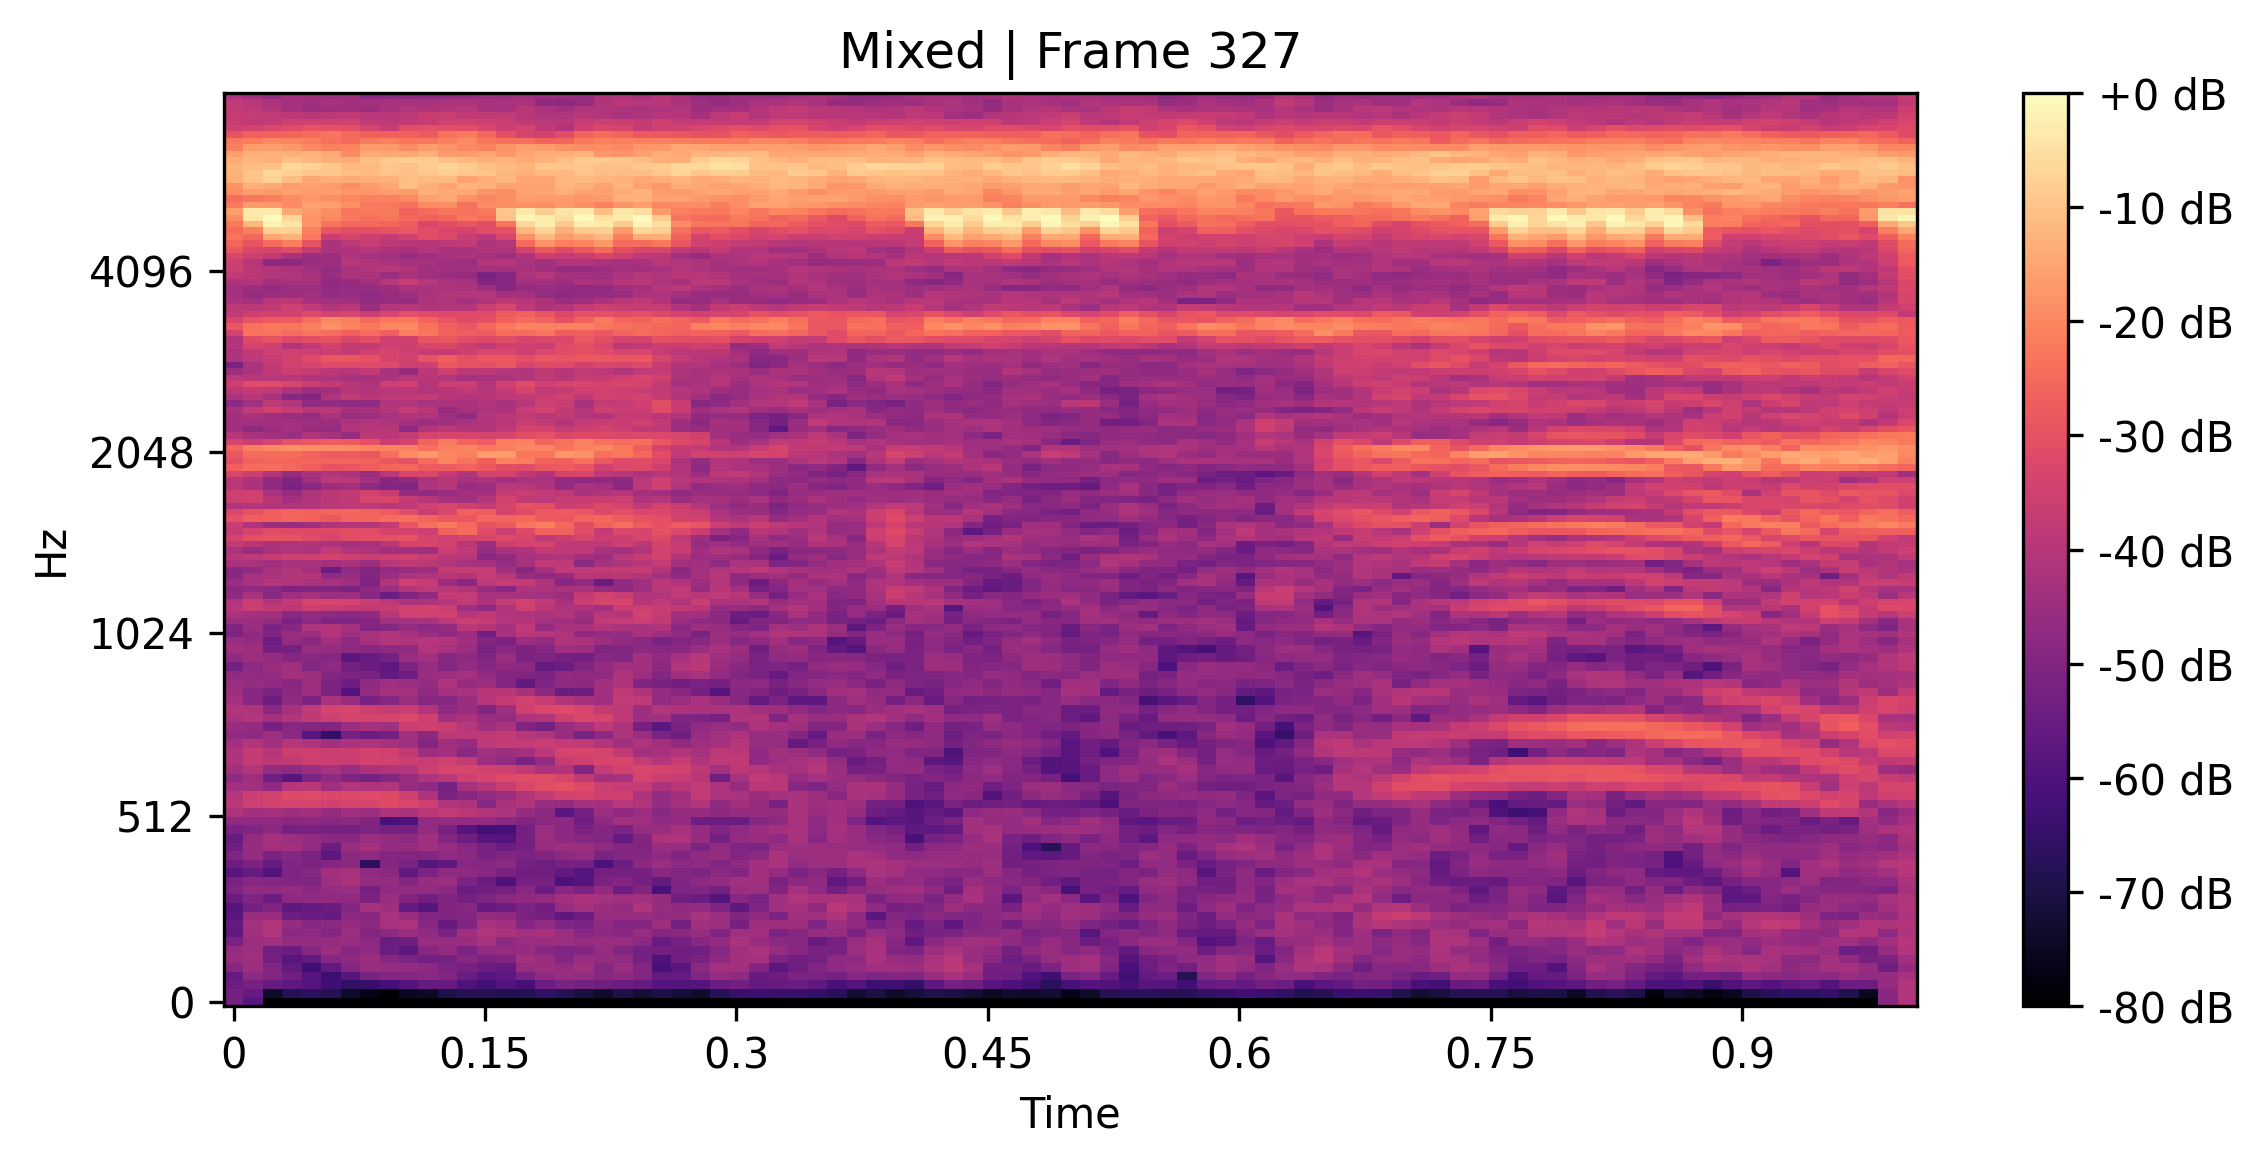 Mixed | Frame 327
+0 dB
-10 dB
-20 dB
-30 dB
-40 dB
-50 dB
-60 dB
-70 dB
-80 dB
4096
2048
1024
512
0
Hz
0 0.15 0.3 0.45 0.6 0.75 0.9
Time